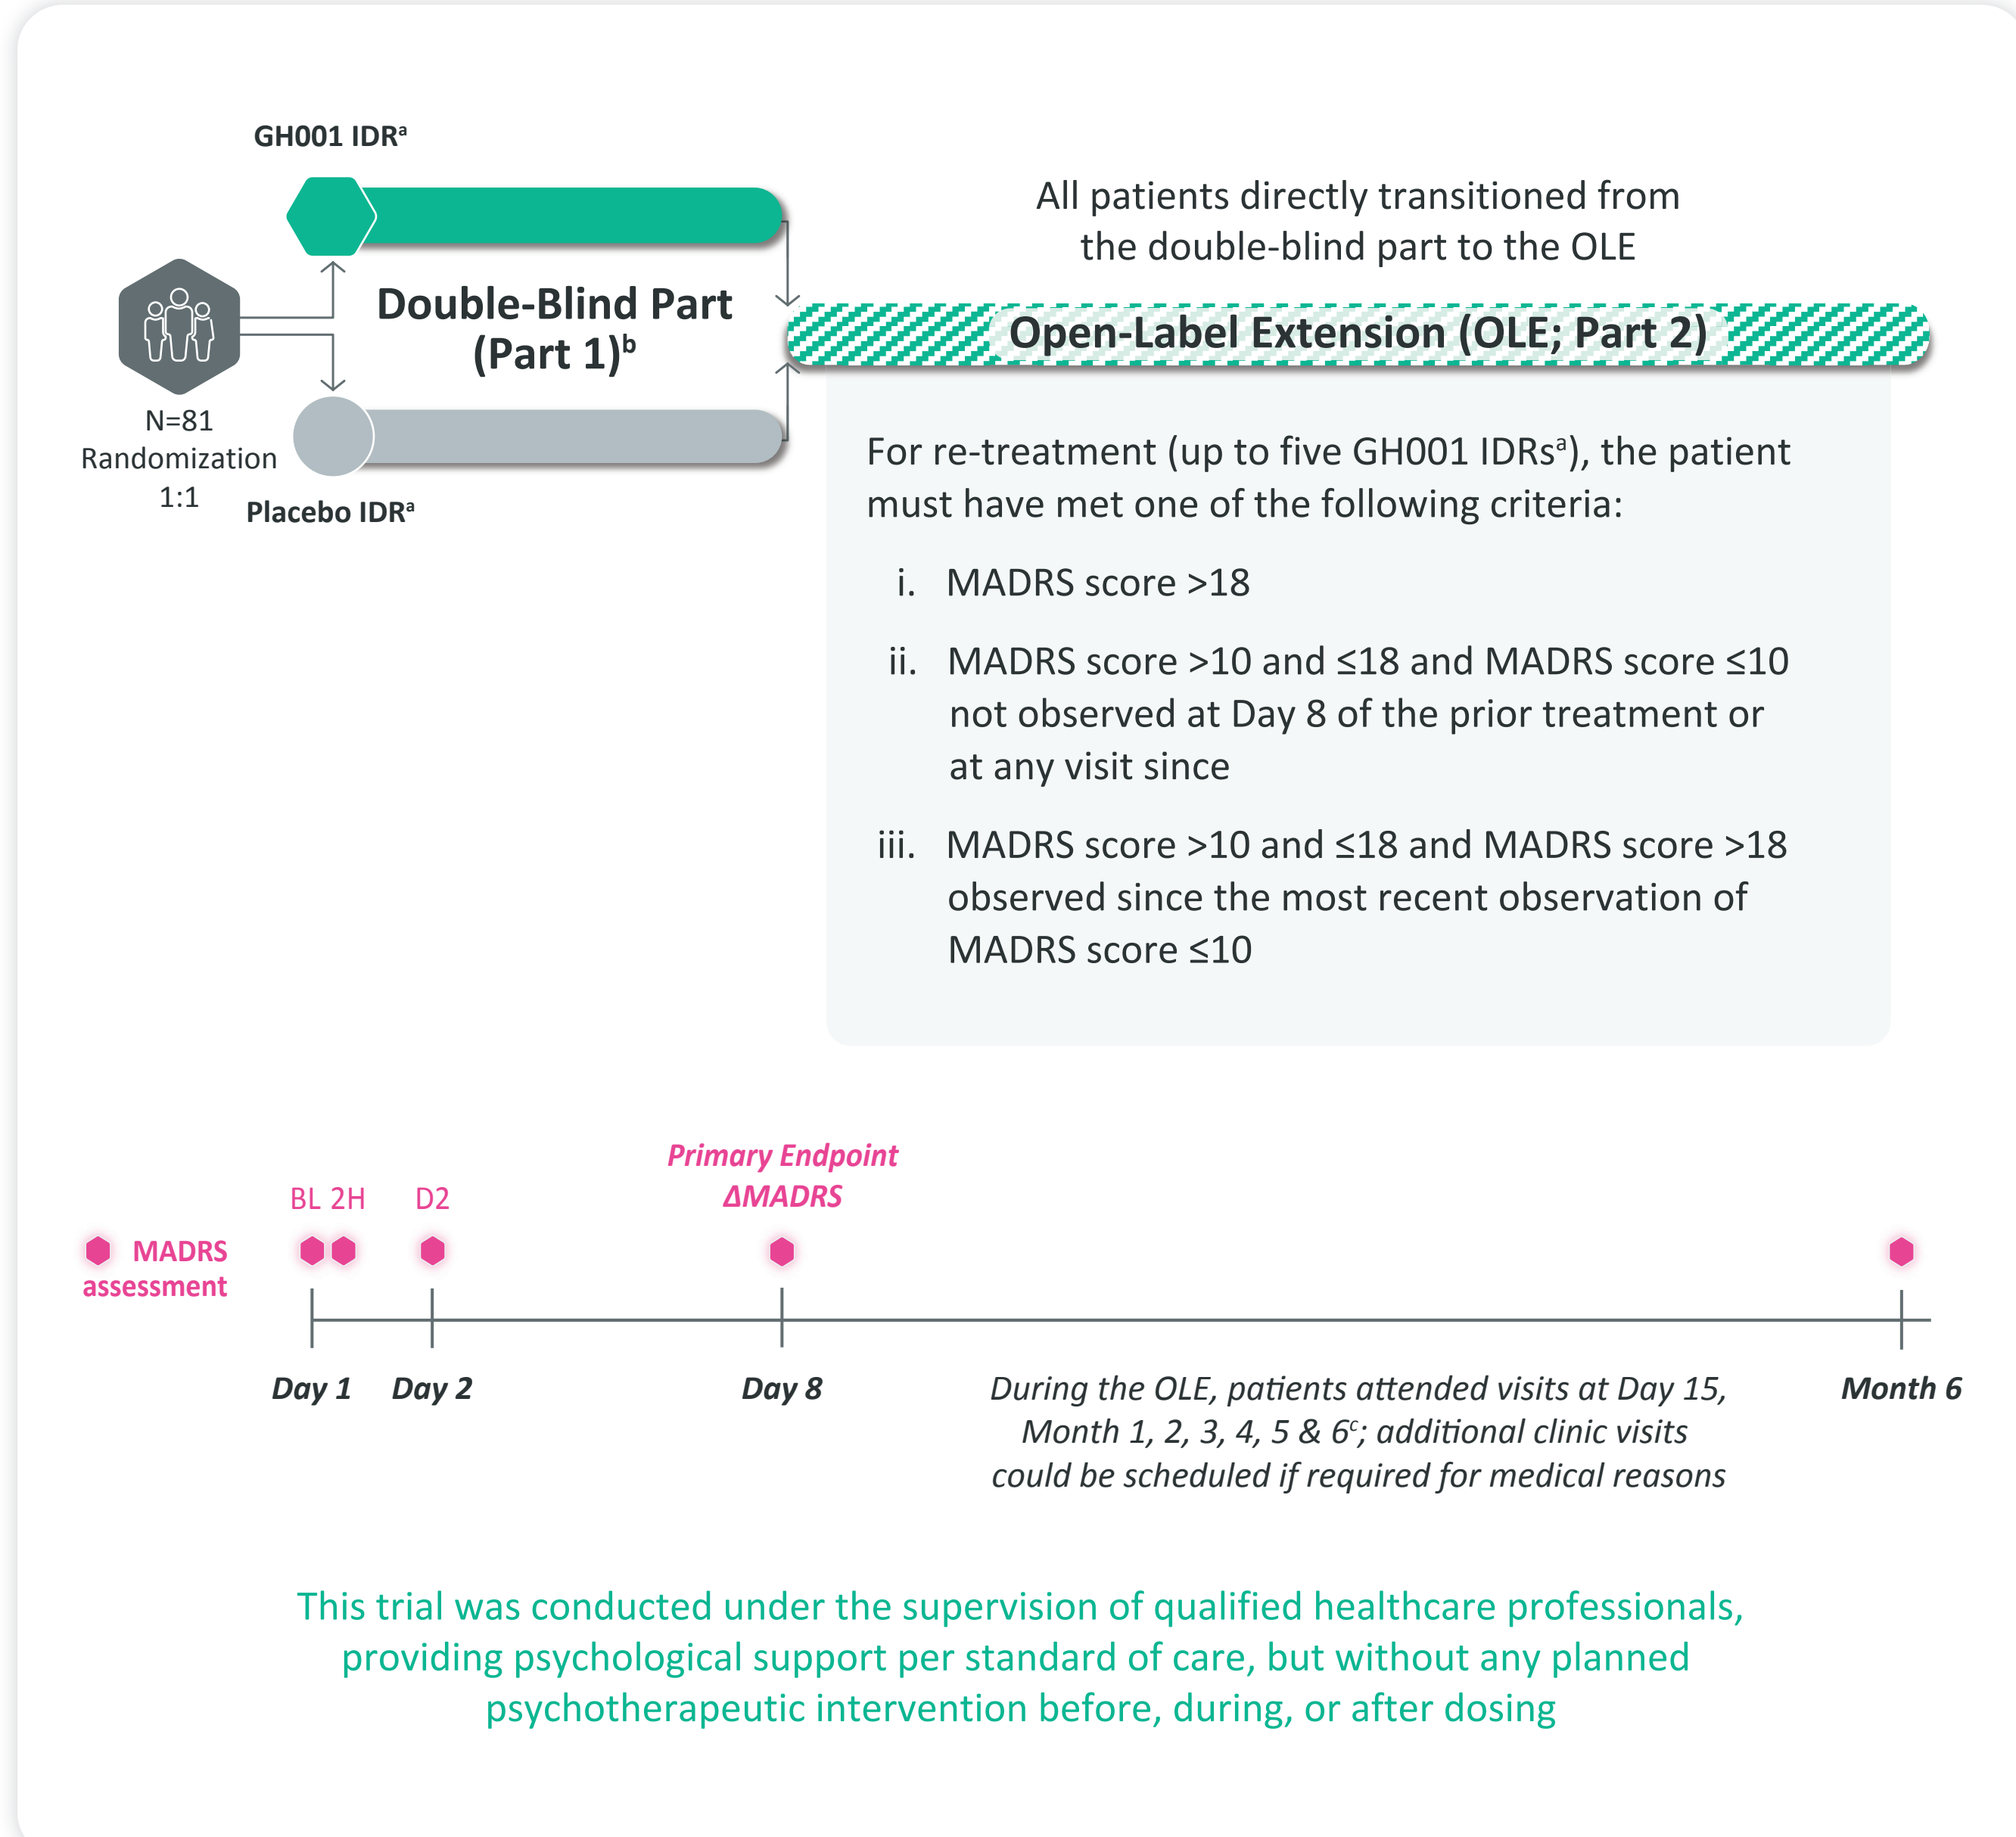 GH001 IDRᵃ
All patients directly transitioned from
the double-blind part to the OLE
Double-Blind Part
(Part 1)ᵇ
Open-Label Extension (OLE; Part 2)
N=81
Randomization
1:1
Placebo IDRᵃ
For re-treatment (up to five GH001 IDRsᵃ), the patient
must have met one of the following criteria:
i. MADRS score >18
ii. MADRS score >10 and ≤18 and MADRS score ≤10
not observed at Day 8 of the prior treatment or
at any visit since
iii. MADRS score >10 and ≤18 and MADRS score >18
observed since the most recent observation of
MADRS score ≤10
Primary Endpoint
ΔMADRS
BL 2H D2
MADRS
assessment
Day 1 Day 2 Day 8 Month 6
During the OLE, patients attended visits at Day 15,
Month 1, 2, 3, 4, 5 & 6ᶜ; additional clinic visits
could be scheduled if required for medical reasons
This trial was conducted under the supervision of qualified healthcare professionals,
providing psychological support per standard of care, but without any planned
psychotherapeutic intervention before, during, or after dosing